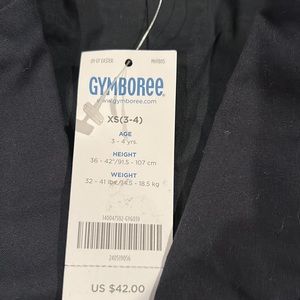 GYMBOREE
www.gymboree.com
XS(3-4)
AGE
3 - 4 yrs.
HEIGHT
36 - 42"/91.5 - 107 cm
WEIGHT
32 - 41 lbs./14.5 - 18.5 kg
US $42.00